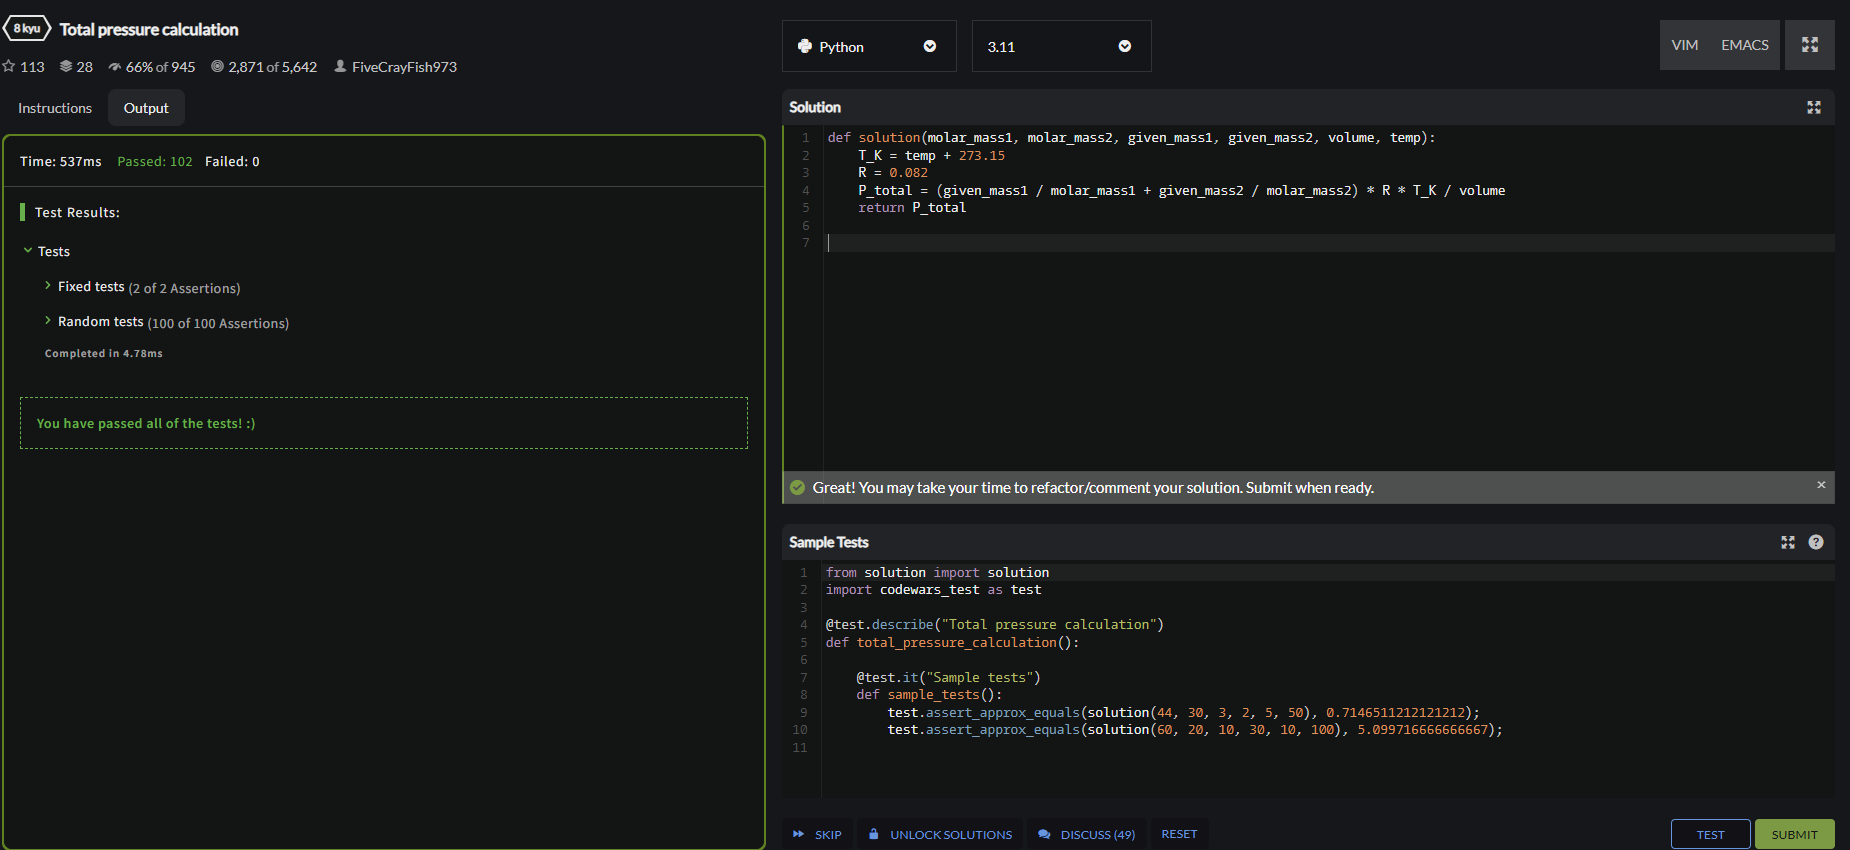 8 kyu Total pressure calculation
113 28 66% of 945 2,871 of 5,642 FiveCrayFish973
Instructions Output
Time: 537ms Passed: 102 Failed: 0
Test Results:
Tests
Fixed tests (2 of 2 Assertions)
Random tests (100 of 100 Assertions)
Completed in 4.78ms
You have passed all of the tests! :)
Python 3.11 VIM EMACS
Solution
1 def solution(molar_mass1, molar_mass2, given_mass1, given_mass2, volume, temp):
2     T_K = temp + 273.15
3     R = 0.082
4     P_total = (given_mass1 / molar_mass1 + given_mass2 / molar_mass2) * R * T_K / volume
5     return P_total
6
7
Great! You may take your time to refactor/comment your solution. Submit when ready. ×
Sample Tests ?
1 from solution import solution
2 import codewars_test as test
3
4 @test.describe("Total pressure calculation")
5 def total_pressure_calculation():
6
7     @test.it("Sample tests")
8     def sample_tests():
9         test.assert_approx_equals(solution(44, 30, 3, 2, 5, 50), 0.7146511212121212);
10         test.assert_approx_equals(solution(60, 20, 10, 30, 10, 100), 5.099716666666667);
11
SKIP UNLOCK SOLUTIONS DISCUSS (49) RESET TEST SUBMIT